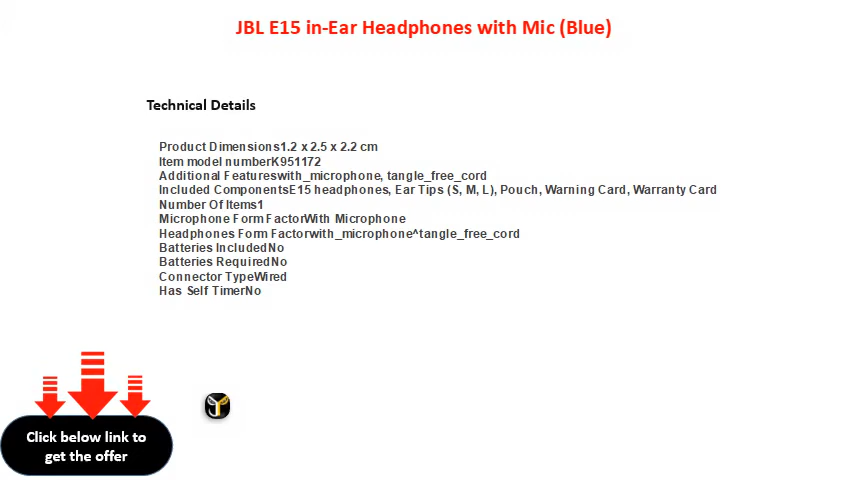 JBL E15 in-Ear Headphones with Mic (Blue)
Technical Details
Product Dimensions1.2 x 2.5 x 2.2 cm
Item model numberK951172
Additional Featureswith_microphone, tangle_free_cord
Included ComponentsE15 headphones, Ear Tips (S, M, L), Pouch, Warning Card, Warranty Card
Number Of Items1
Microphone Form FactorWith Microphone
Headphones Form Factorwith_microphone^tangle_free_cord
Batteries IncludedNo
Batteries RequiredNo
Connector TypeWired
Has Self TimerNo
Click below link to
get the offer